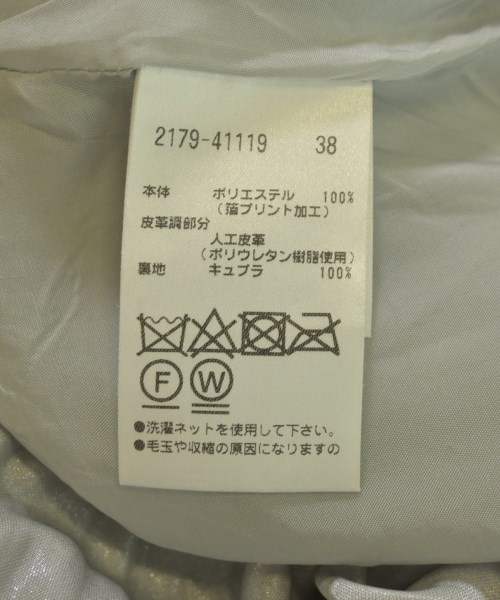 2179-41119 38
本体 ポリエステル 100%
(箔プリント加工)
皮革調部分
人工皮革
(ポリウレタン樹脂使用)
裏地 キュプラ 100%
F W
●洗濯ネットを使用して下さい。
●毛玉や収縮の原因になりますの